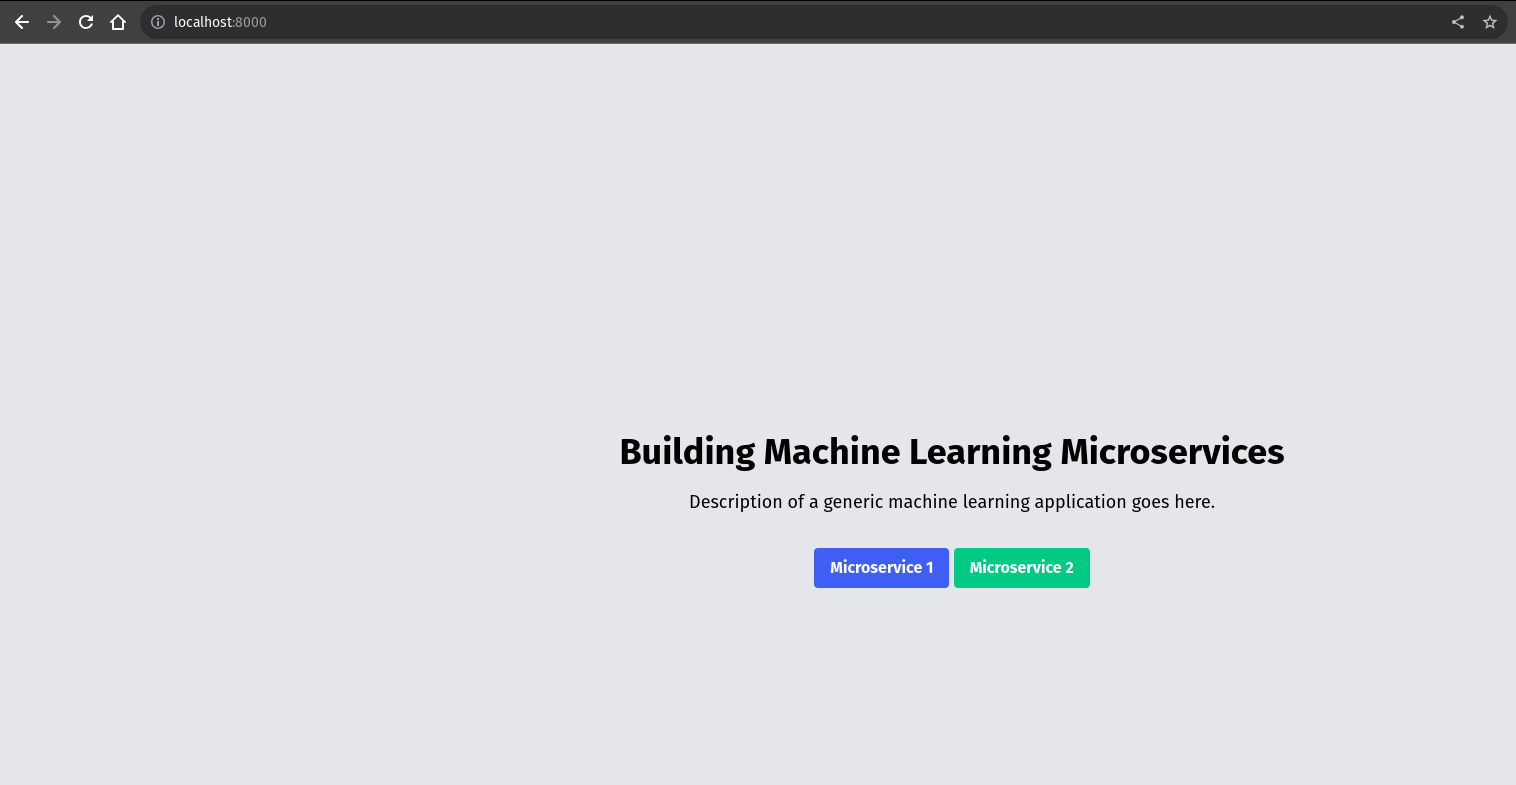 localhost:8000
Building Machine Learning Microservices
Description of a generic machine learning application goes here.
Microservice 1
Microservice 2